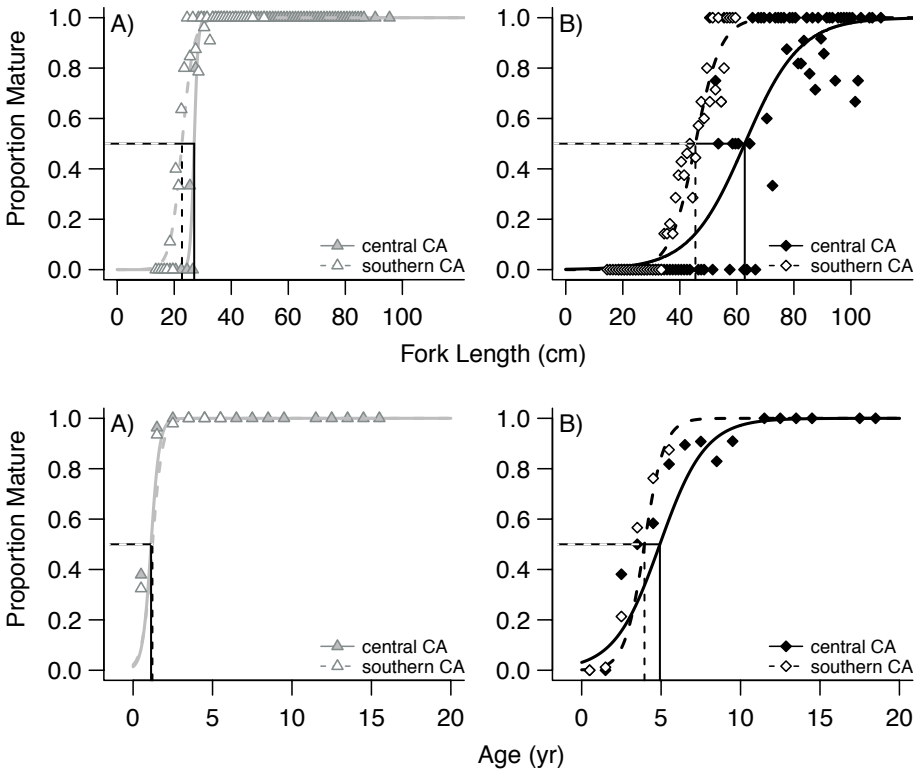 A)
B)
Proportion Mature
1.0
0.8
0.6
0.4
0.2
0.0
central CA
southern CA
0 20 40 60 80 100
1.0
0.8
0.6
0.4
0.2
0.0
central CA
southern CA
0 20 40 60 80 100
Fork Length (cm)
A)
B)
Proportion Mature
1.0
0.8
0.6
0.4
0.2
0.0
central CA
southern CA
0 5 10 15 20
1.0
0.8
0.6
0.4
0.2
0.0
central CA
southern CA
0 5 10 15 20
Age (yr)